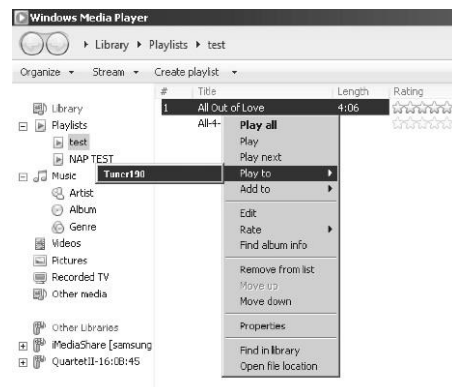 Windows Media Player
Library ▸ Playlists ▸ test
Organize Stream Create playlist
# Title Length Rating
1 All Out of Love 4:06
All-4-
Library
Playlists
test
NAP TEST
Music
Artist
Album
Genre
Videos
Pictures
Recorded TV
Other media
Other Libraries
iMediaShare [samsung
QuartetII-16:0B:45
Tuner190
Play all
Play
Play next
Play to
Add to
Edit
Rate
Find album info
Remove from list
Move up
Move down
Properties
Find in library
Open file location